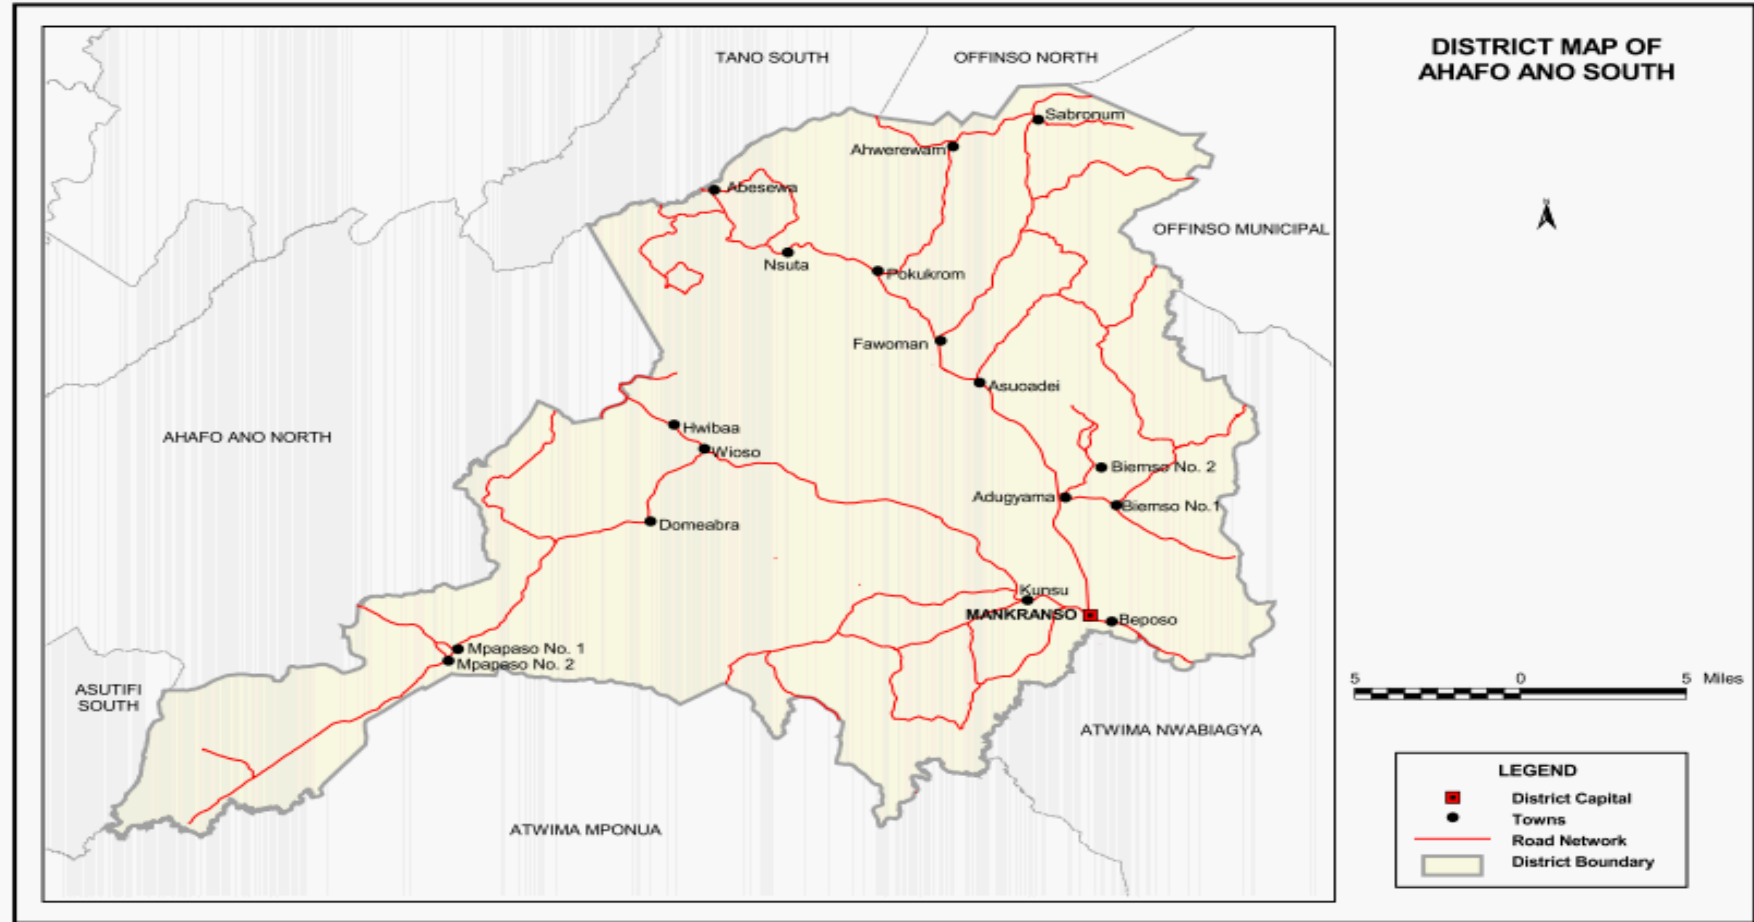 DISTRICT MAP OF
AHAFO ANO SOUTH
TANO SOUTH
OFFINSO NORTH
Sabronum
Ahwerewam
Abesewa
OFFINSO MUNICIPAL
Nsuta
Pokukrom
Fawoman
Asuoadei
AHAFO ANO NORTH
Hwibaa
Wioso
Biemso No. 2
Adugyama
Biemso No.1
Domeabra
Kunsu
MANKRANSO
Beposo
Mpapaso No. 1
Mpapaso No. 2
ASUTIFI
SOUTH
ATWIMA NWABIAGYA
ATWIMA MPONUA
N
5 0 5 Miles
LEGEND
District Capital
Towns
Road Network
District Boundary